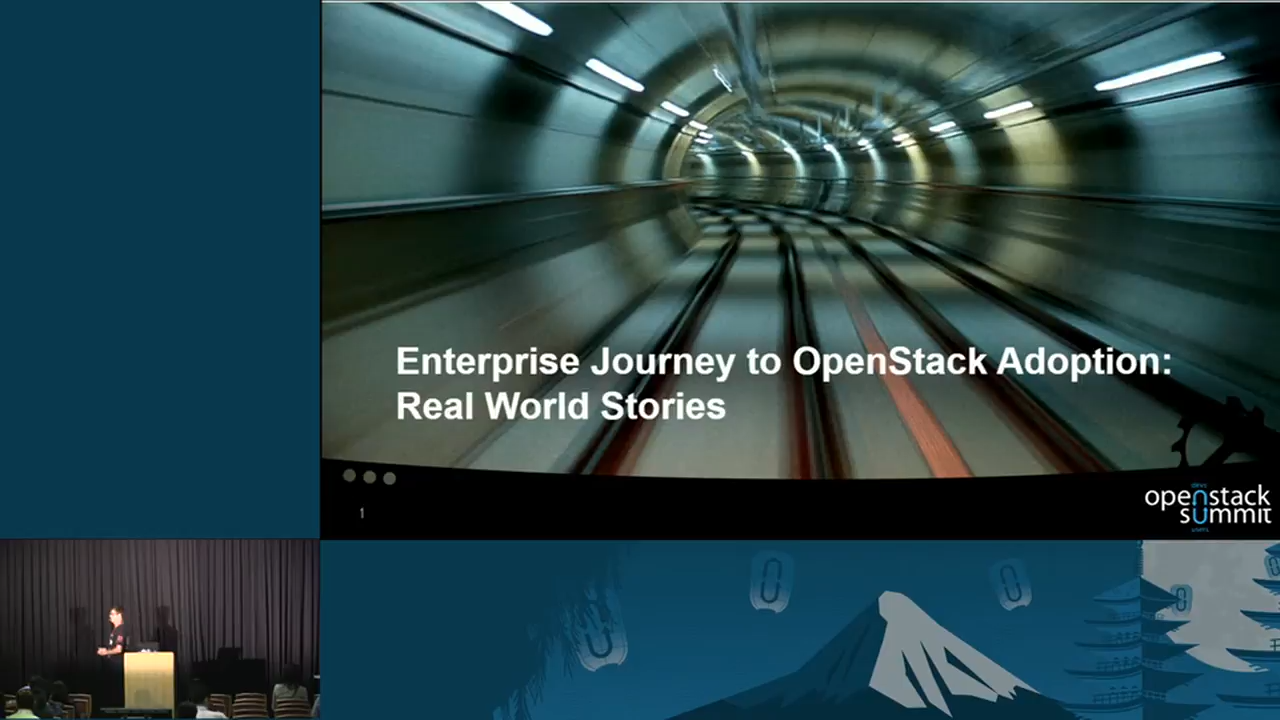 Enterprise Journey to OpenStack Adoption:
Real World Stories
1
openstack
summit